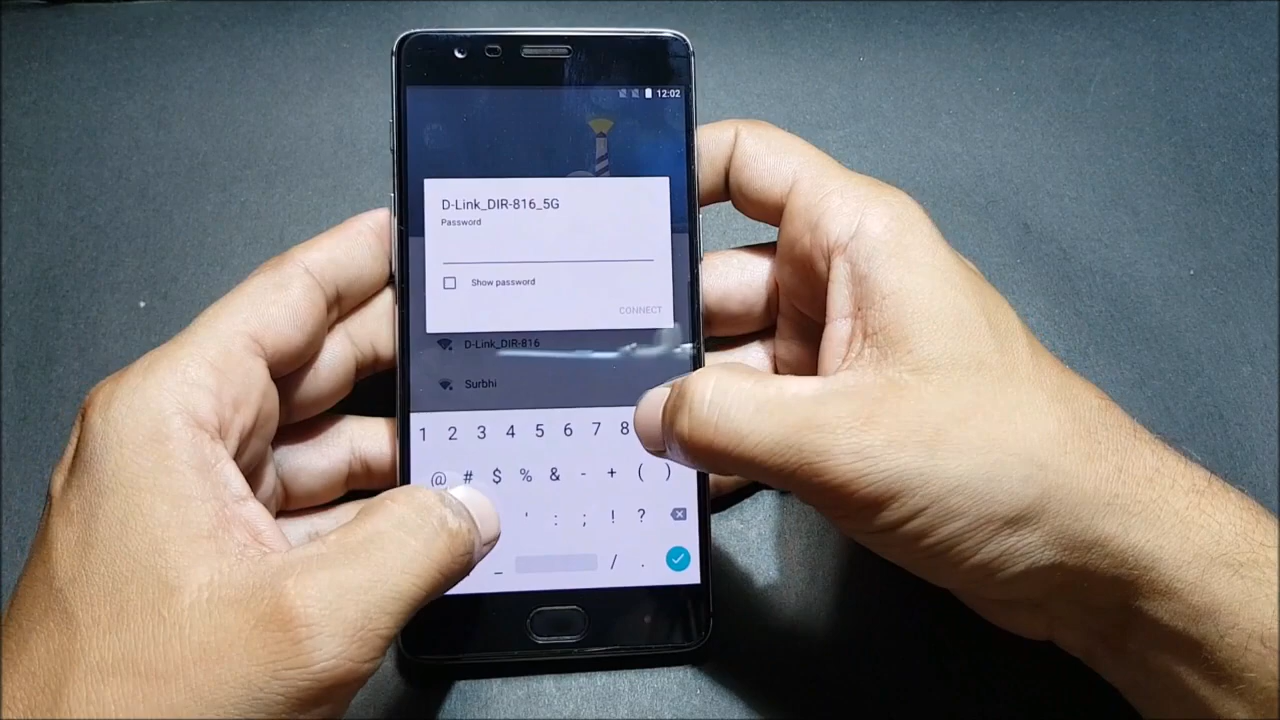 12:02
D-Link_DIR-816_5G
Password
Show password
CONNECT
D-Link_DIR-816
Surbhi
1 2 3 4 5 6 7 8
@ # $ % & - + ( )
' : ; ! ?
_ / .